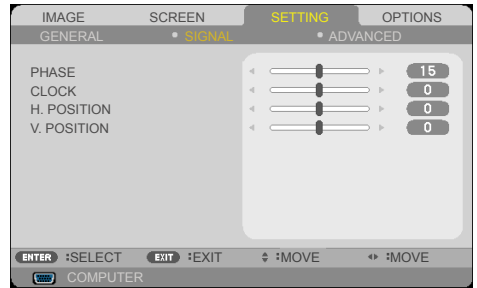 IMAGE SCREEN SETTING OPTIONS
GENERAL • SIGNAL • ADVANCED
PHASE 15
CLOCK 0
H. POSITION 0
V. POSITION 0
ENTER :SELECT EXIT :EXIT :MOVE :MOVE
COMPUTER